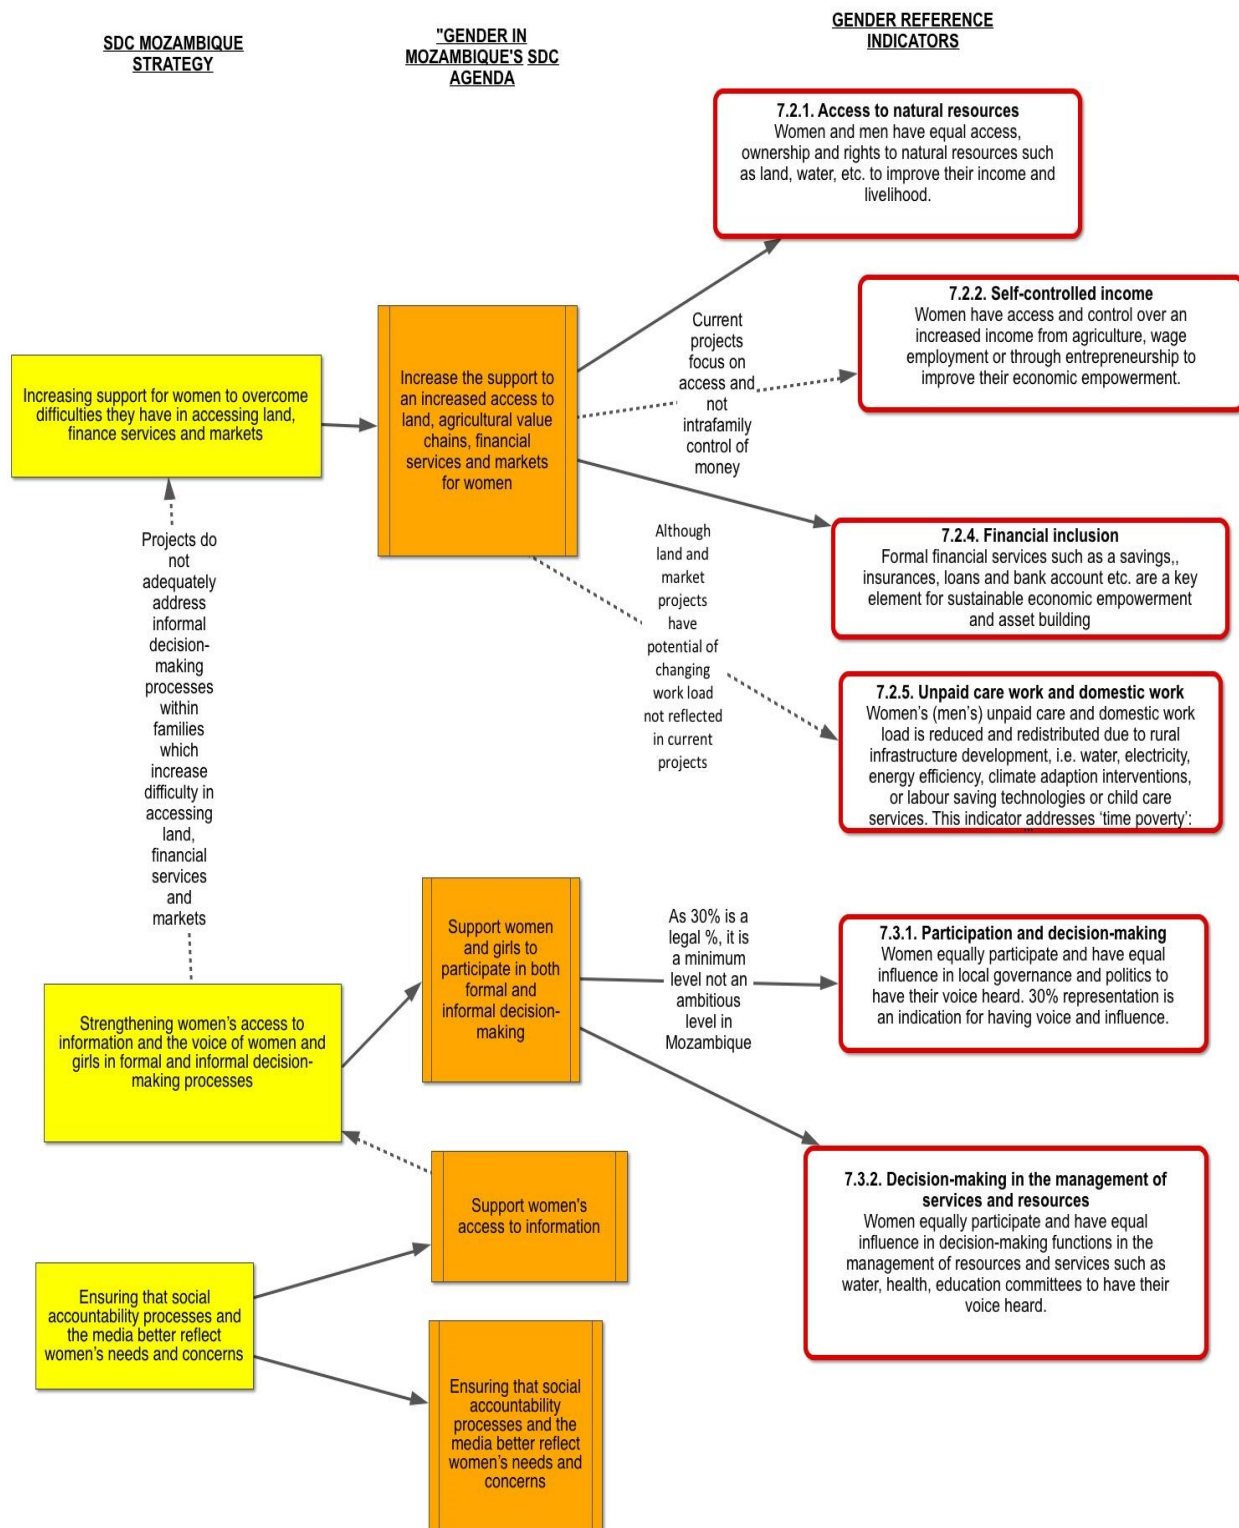 SDC MOZAMBIQUE
STRATEGY
"GENDER IN
MOZAMBIQUE'S SDC
AGENDA
GENDER REFERENCE
INDICATORS
7.2.1. Access to natural resources
Women and men have equal access,
ownership and rights to natural resources such
as land, water, etc. to improve their income and
livelihood.
7.2.2. Self-controlled income
Women have access and control over an
increased income from agriculture, wage
employment or through entrepreneurship to
improve their economic empowerment.
Current
projects
focus on
access and
not
intrafamily
control of
money
Increasing support for women to overcome
difficulties they have in accessing land,
finance services and markets
Increase the support to
an increased access to
land, agricultural value
chains, financial
services and markets
for women
7.2.4. Financial inclusion
Formal financial services such as a savings,,
insurances, loans and bank account etc. are a key
element for sustainable economic empowerment
and asset building
Although
land and
market
projects
have
potential of
changing
work load
not reflected
in current
projects
Projects do
not
adequately
address
informal
decision-
making
processes
within
families
which
increase
difficulty in
accessing
land,
financial
services
and
markets
7.2.5. Unpaid care work and domestic work
Women's (men's) unpaid care and domestic work
load is reduced and redistributed due to rural
infrastructure development, i.e. water, electricity,
energy efficiency, climate adaption interventions,
or labour saving technologies or child care
services. This indicator addresses ‘time poverty’:
...
Support women
and girls to
participate in both
formal and
informal decision-
making
As 30% is a
legal %, it is
a minimum
level not an
ambitious
level in
Mozambique
7.3.1. Participation and decision-making
Women equally participate and have equal
influence in local governance and politics to
have their voice heard. 30% representation is
an indication for having voice and influence.
Strengthening women’s access to
information and the voice of women and
girls in formal and informal decision-
making processes
Support women's
access to information
7.3.2. Decision-making in the management of
services and resources
Women equally participate and have equal
influence in decision-making functions in the
management of resources and services such as
water, health, education committees to have their
voice heard.
Ensuring that social
accountability processes and
the media better reflect
women’s needs and concerns
Ensuring that social
accountability
processes and the
media better reflect
women’s needs and
concerns